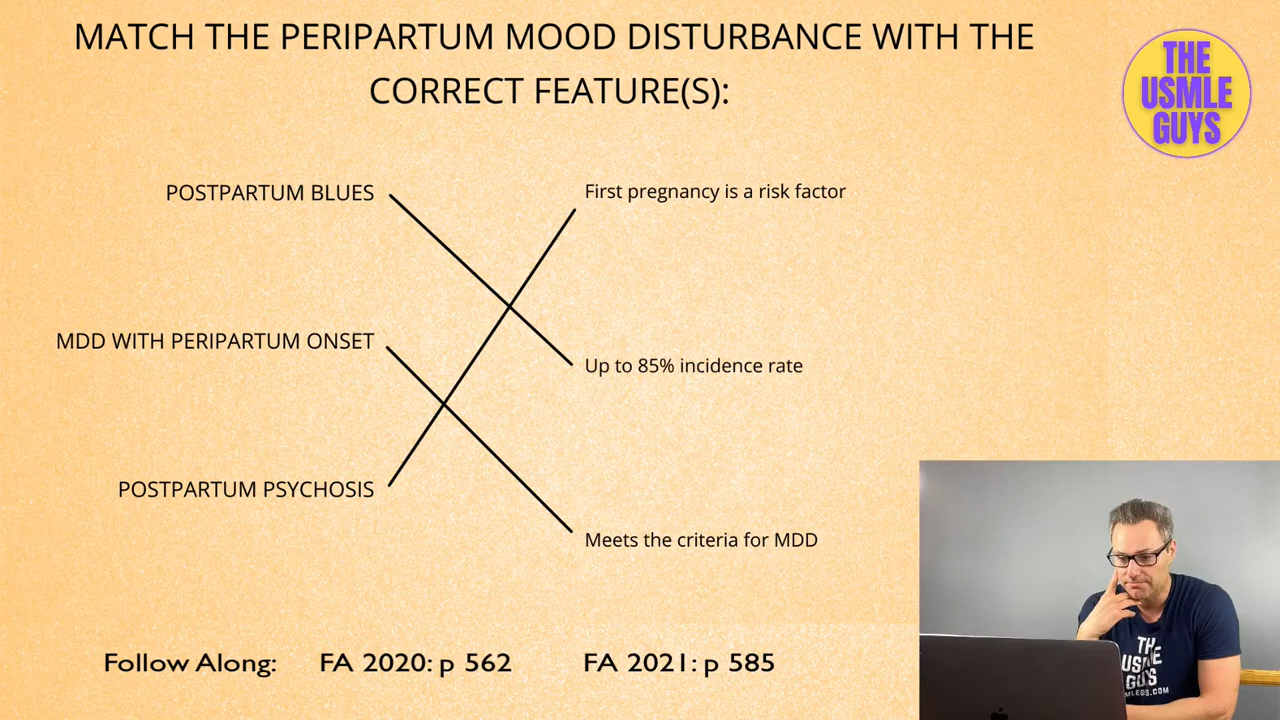 MATCH THE PERIPARTUM MOOD DISTURBANCE WITH THE
CORRECT FEATURE(S):
THE
USMLE
GUYS
POSTPARTUM BLUES
First pregnancy is a risk factor
MDD WITH PERIPARTUM ONSET
Up to 85% incidence rate
POSTPARTUM PSYCHOSIS
Meets the criteria for MDD
Follow Along: FA 2020: p 562 FA 2021: p 585